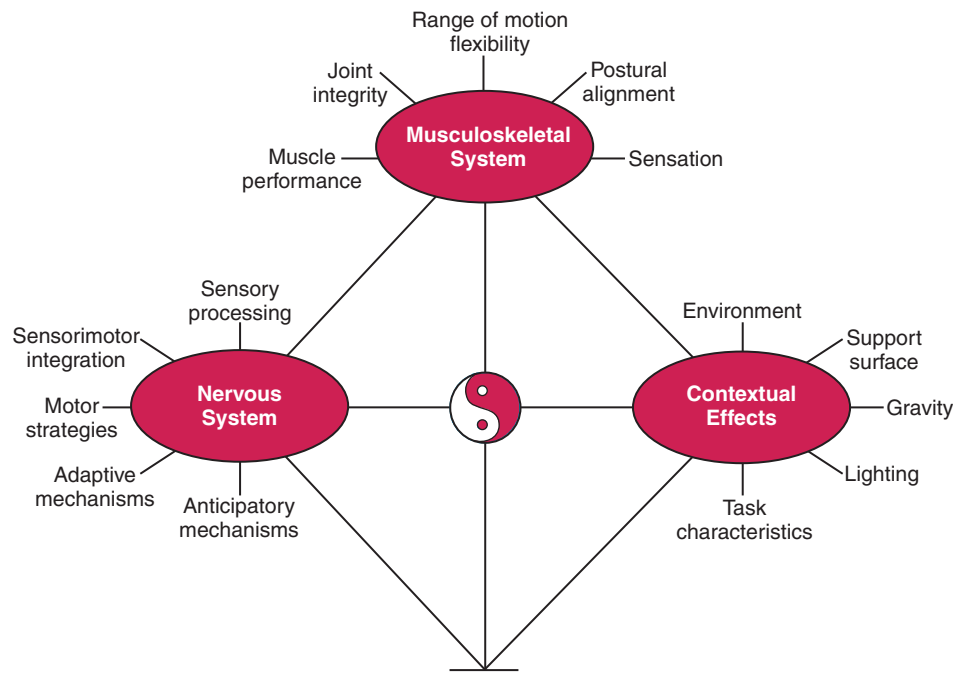 Range of motion
flexibility
Joint
integrity
Postural
alignment
Musculoskeletal
System
Muscle
performance
Sensation
Sensory
processing
Sensorimotor
integration
Nervous
System
Motor
strategies
Adaptive
mechanisms
Anticipatory
mechanisms
Environment
Support
surface
Contextual
Effects
Gravity
Lighting
Task
characteristics